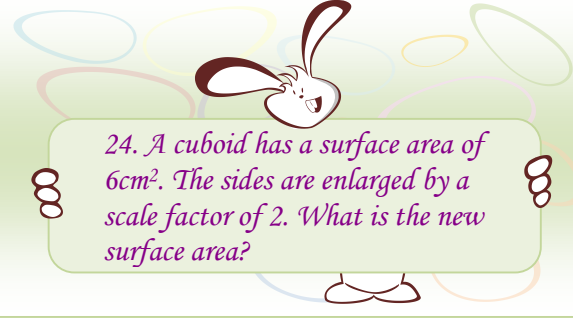 24. A cuboid has a surface area of
6cm². The sides are enlarged by a
scale factor of 2. What is the new
surface area?